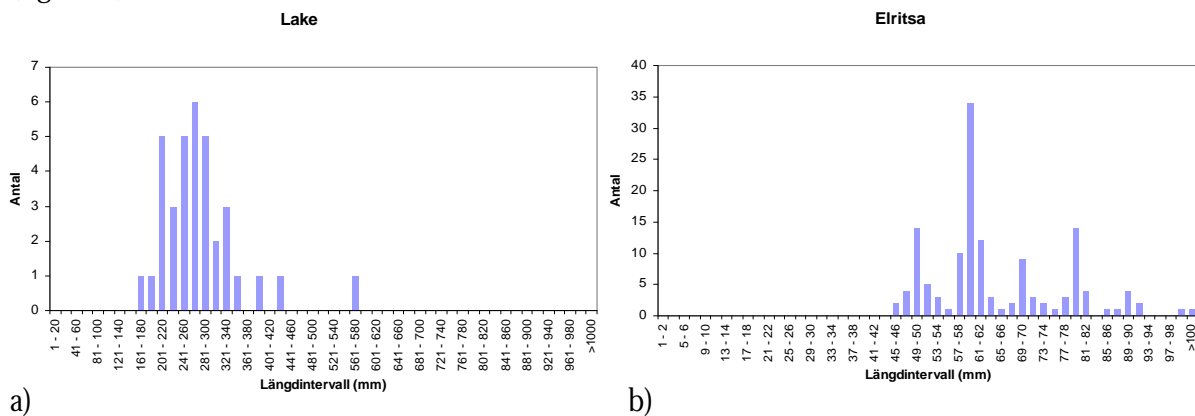 Lake
7
6
5
4
3
2
1
0
Antal
1 - 20
41 - 60
81 - 100
121 - 140
161 - 180
201 - 220
241 - 260
281 - 300
321 - 340
361 - 380
401 - 420
441 - 460
481 - 500
521 - 540
561 - 580
601 - 620
641 - 660
681 - 700
721 - 740
761 - 780
801 - 820
841 - 860
881 - 900
921 - 940
961 - 980
>1000
Längdintervall (mm)
a)
Elritsa
40
35
30
25
20
15
10
5
0
Antal
1 - 2
5 - 6
9 - 10
13 - 14
17 - 18
21 - 22
25 - 26
29 - 30
33 - 34
37 - 38
41 - 42
45 - 46
49 - 50
53 - 54
57 - 58
61 - 62
65 - 66
69 - 70
73 - 74
77 - 78
81 - 82
85 - 86
89 - 90
93 - 94
97 - 98
>100
Längdintervall (mm)
b)